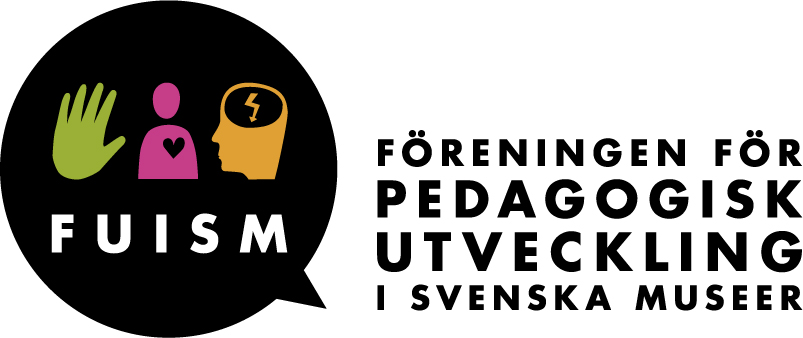 FUISM
FÖRENINGEN FÖR
PEDAGOGISK
UTVECKLING
I SVENSKA MUSEER